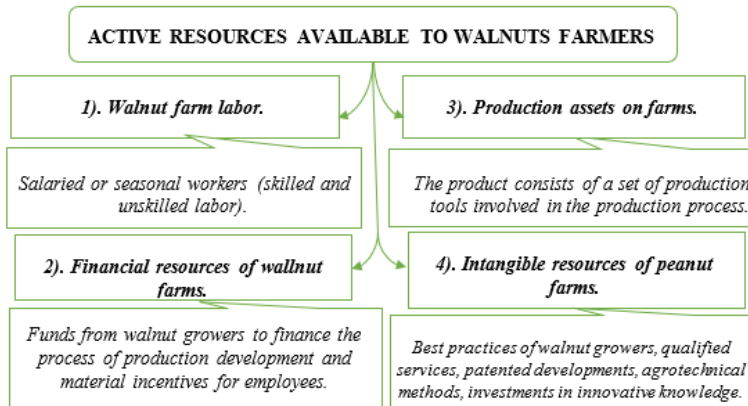 ACTIVE RESOURCES AVAILABLE TO WALNUTS FARMERS
1). Walnut farm labor.
Salaried or seasonal workers (skilled and
unskilled labor).
2). Financial resources of wallnut
farms.
Funds from walnut growers to finance the
process of production development and
material incentives for employees.
3). Production assets on farms.
The product consists of a set of production
tools involved in the production process.
4). Intangible resources of peanut
farms.
Best practices of walnut growers, qualified
services, patented developments, agrotechnical
methods, investments in innovative knowledge.